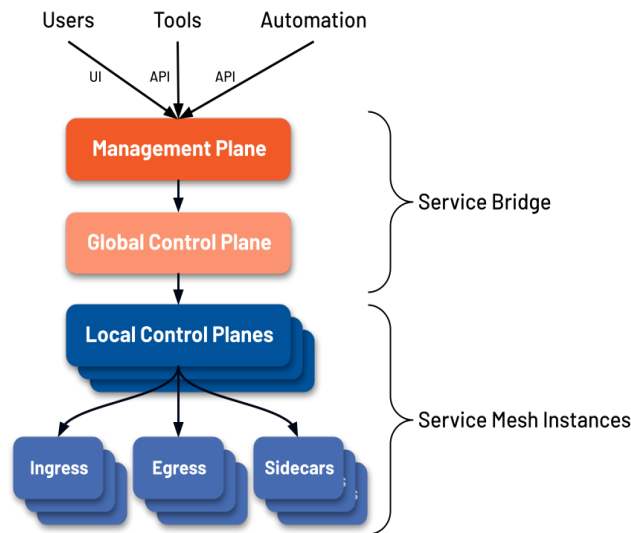 Users
Tools
Automation
UI
API
API
Management Plane
Global Control Plane
Service Bridge
Local Control Planes
Service Mesh Instances
Ingress
Egress
Sidecars
s
s